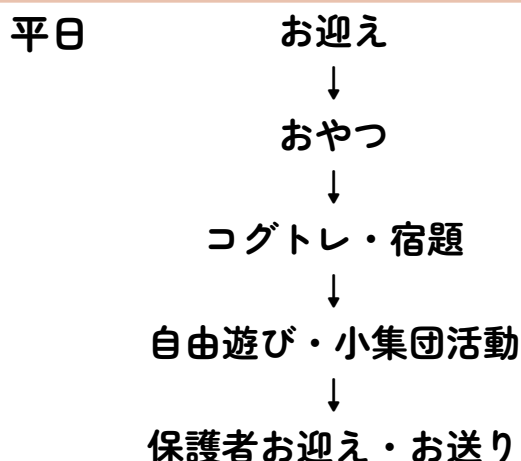 平日
お迎え
↓
おやつ
↓
コグトレ・宿題
↓
自由遊び・小集団活動
↓
保護者お迎え・お送り